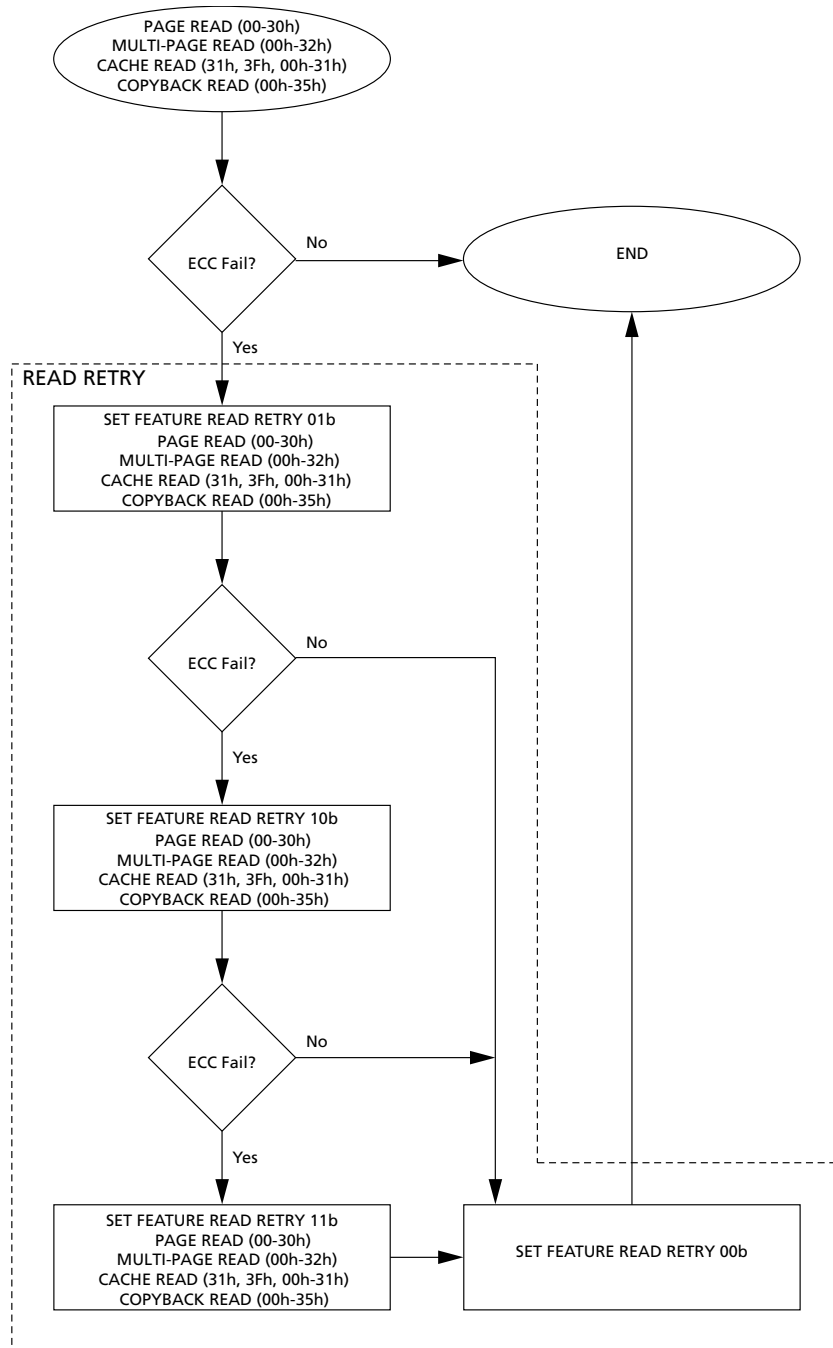 PAGE READ (00-30h)
MULTI-PAGE READ (00h-32h)
CACHE READ (31h, 3Fh, 00h-31h)
COPYBACK READ (00h-35h)
ECC Fail?
No
END
Yes
READ RETRY
SET FEATURE READ RETRY 01b
PAGE READ (00-30h)
MULTI-PAGE READ (00h-32h)
CACHE READ (31h, 3Fh, 00h-31h)
COPYBACK READ (00h-35h)
ECC Fail?
No
Yes
SET FEATURE READ RETRY 10b
PAGE READ (00-30h)
MULTI-PAGE READ (00h-32h)
CACHE READ (31h, 3Fh, 00h-31h)
COPYBACK READ (00h-35h)
ECC Fail?
No
Yes
SET FEATURE READ RETRY 11b
PAGE READ (00-30h)
MULTI-PAGE READ (00h-32h)
CACHE READ (31h, 3Fh, 00h-31h)
COPYBACK READ (00h-35h)
SET FEATURE READ RETRY 00b